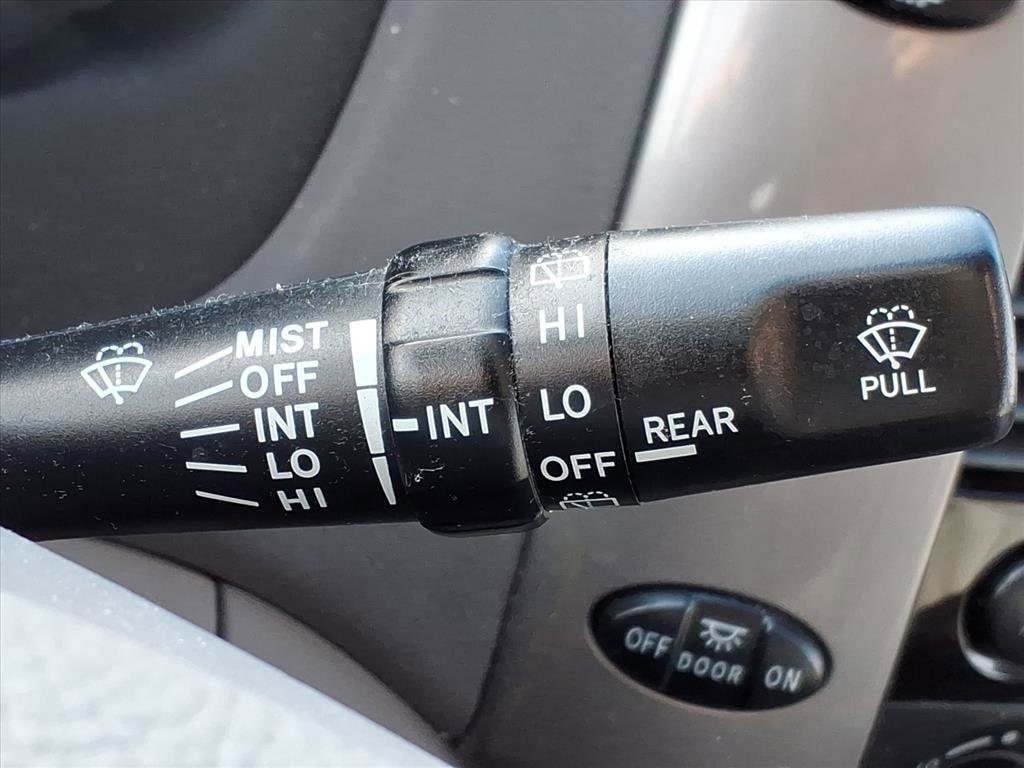 MIST
OFF
INT
LO
HI
INT
HI
LO
OFF
REAR
PULL
OFF DOOR ON